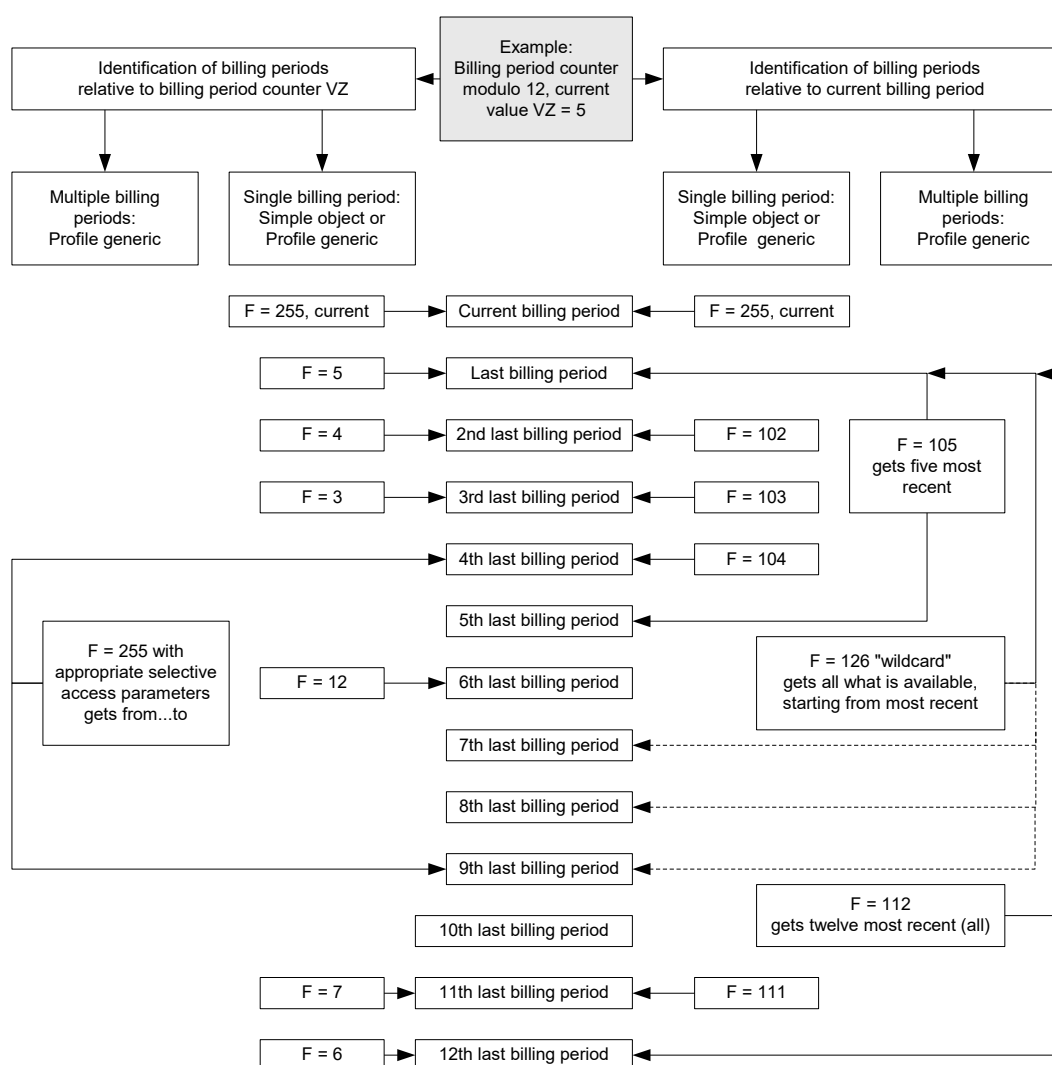 Example:
Billing period counter
modulo 12, current
value VZ = 5
Identification of billing periods
relative to billing period counter VZ
Identification of billing periods
relative to current billing period
Multiple billing
periods:
Profile generic
Single billing period:
Simple object or
Profile generic
Single billing period:
Simple object or
Profile  generic
Multiple billing
periods:
Profile generic
F = 255, current
Current billing period
F = 255, current
F = 5
Last billing period
F = 4
2nd last billing period
F = 102
F = 105
gets five most
recent
F = 3
3rd last billing period
F = 103
4th last billing period
F = 104
5th last billing period
F = 255 with
appropriate selective
access parameters
gets from...to
F = 12
6th last billing period
F = 126 "wildcard"
gets all what is available,
starting from most recent
7th last billing period
8th last billing period
9th last billing period
F = 112
gets twelve most recent (all)
10th last billing period
F = 7
11th last billing period
F = 111
F = 6
12th last billing period